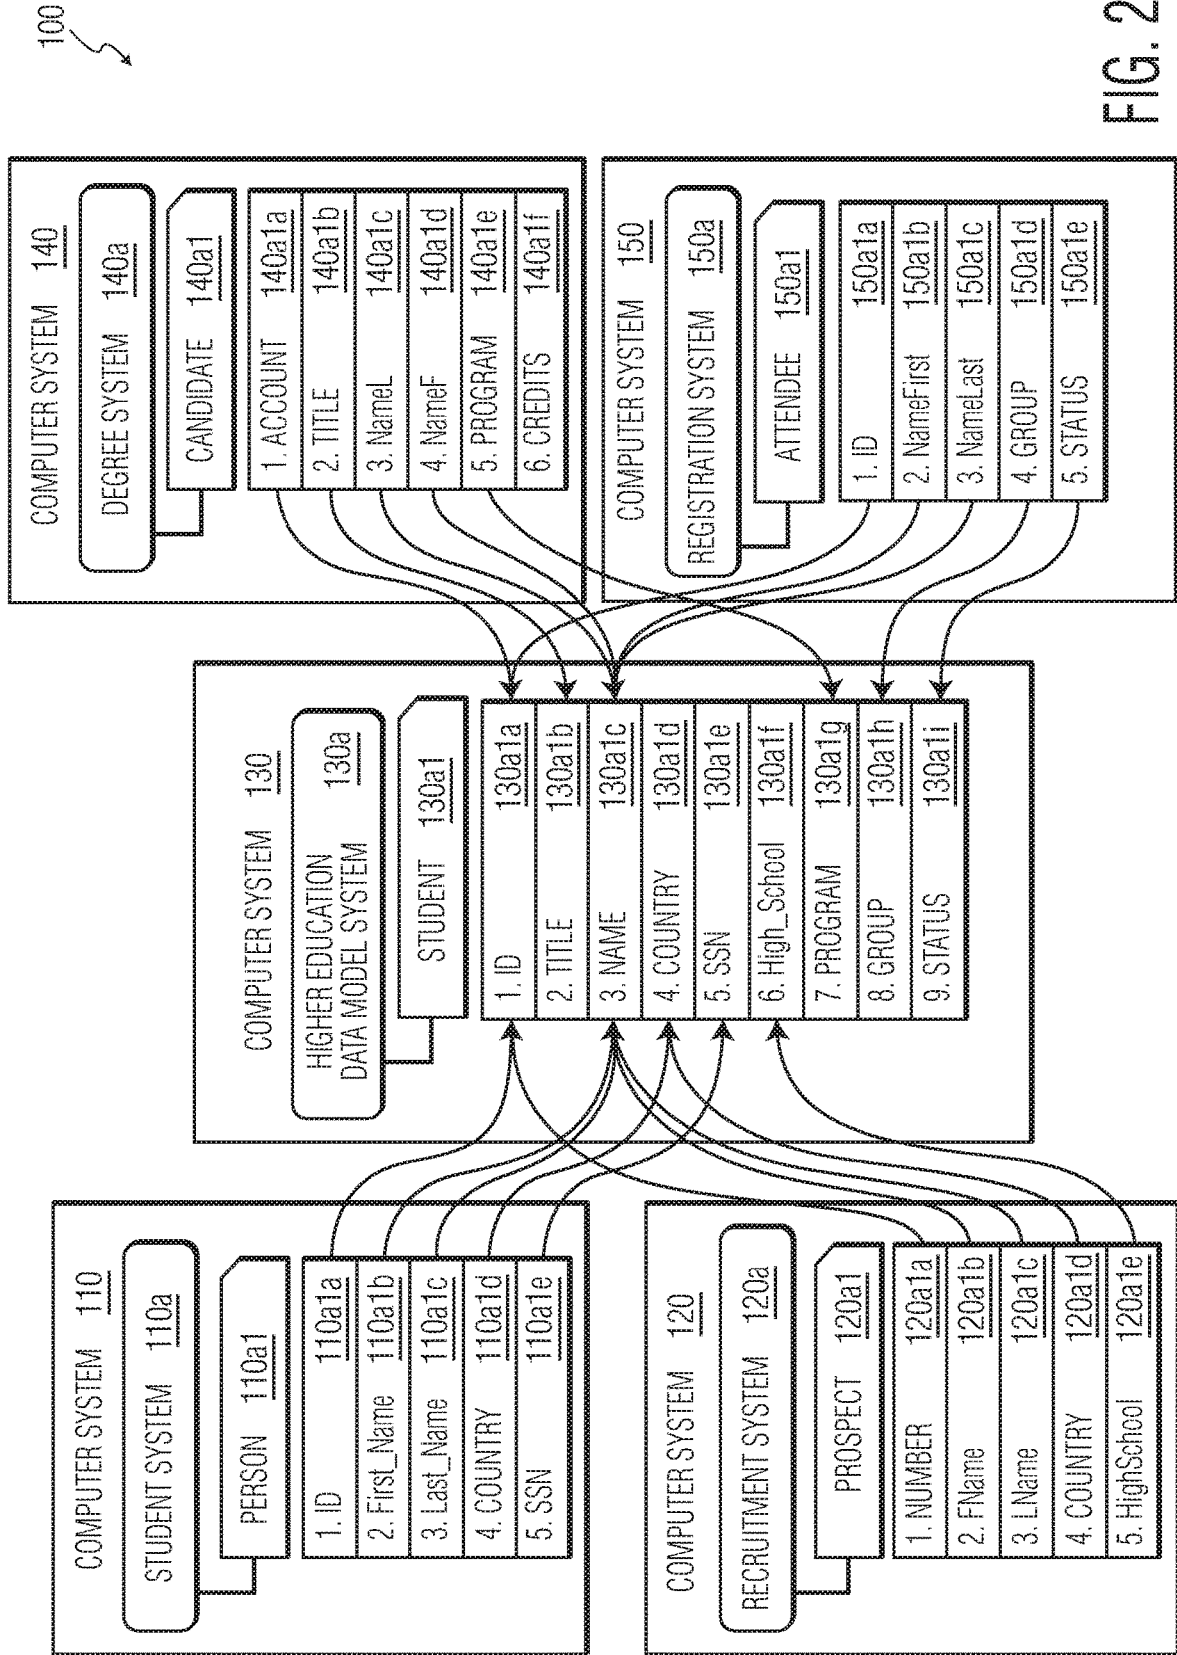 100
COMPUTER SYSTEM 110
STUDENT SYSTEM 110a
PERSON 110a1
1. ID 110a1a
2. First_Name 110a1b
3. Last_Name 110a1c
4. COUNTRY 110a1d
5. SSN 110a1e
COMPUTER SYSTEM 120
RECRUITMENT SYSTEM 120a
PROSPECT 120a1
1. NUMBER 120a1a
2. FName 120a1b
3. LName 120a1c
4. COUNTRY 120a1d
5. HighSchool 120a1e
COMPUTER SYSTEM 130
HIGHER EDUCATION
DATA MODEL SYSTEM 130a
STUDENT 130a1
1. ID 130a1a
2. TITLE 130a1b
3. NAME 130a1c
4. COUNTRY 130a1d
5. SSN 130a1e
6. High_School 130a1f
7. PROGRAM 130a1g
8. GROUP 130a1h
9. STATUS 130a1i
COMPUTER SYSTEM 140
DEGREE SYSTEM 140a
CANDIDATE 140a1
1. ACCOUNT 140a1a
2. TITLE 140a1b
3. NameL 140a1c
4. NameF 140a1d
5. PROGRAM 140a1e
6. CREDITS 140a1f
COMPUTER SYSTEM 150
REGISTRATION SYSTEM 150a
ATTENDEE 150a1
1. ID 150a1a
2. NameFirst 150a1b
3. NameLast 150a1c
4. GROUP 150a1d
5. STATUS 150a1e
FIG. 2